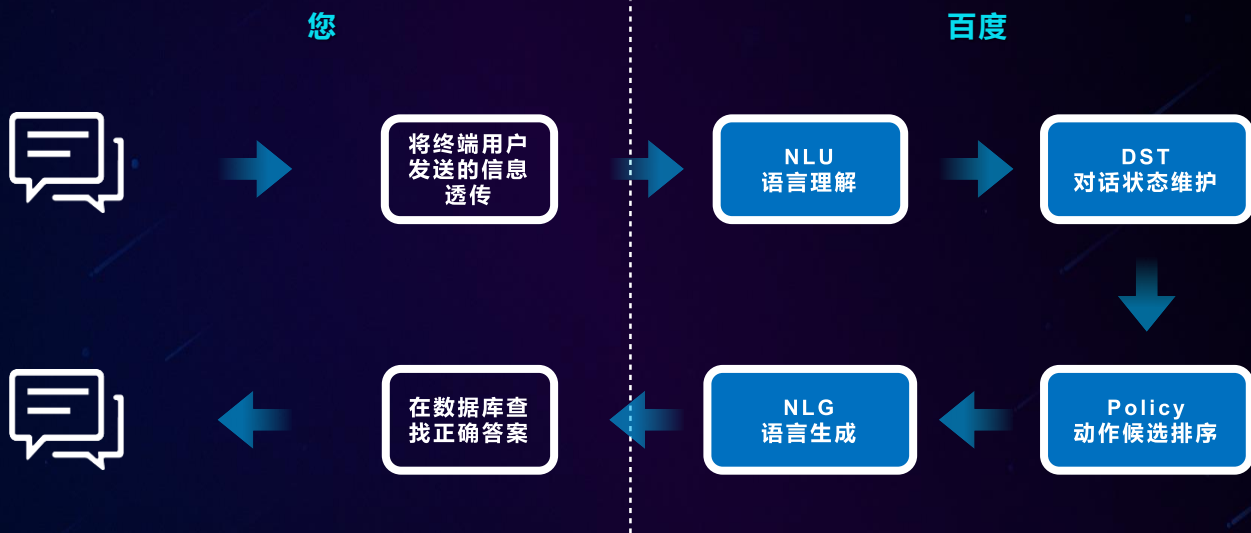 您
百度
将终端用户
发送的信息
透传
NLU
语言理解
DST
对话状态维护
在数据库查
找正确答案
NLG
语言生成
Policy
动作候选排序